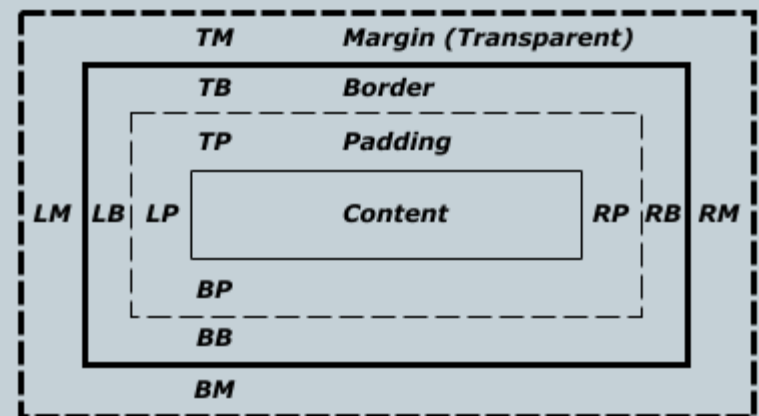 TM Margin (Transparent)
TB Border
TP Padding
LM LB LP Content RP RB RM
BP
BB
BM